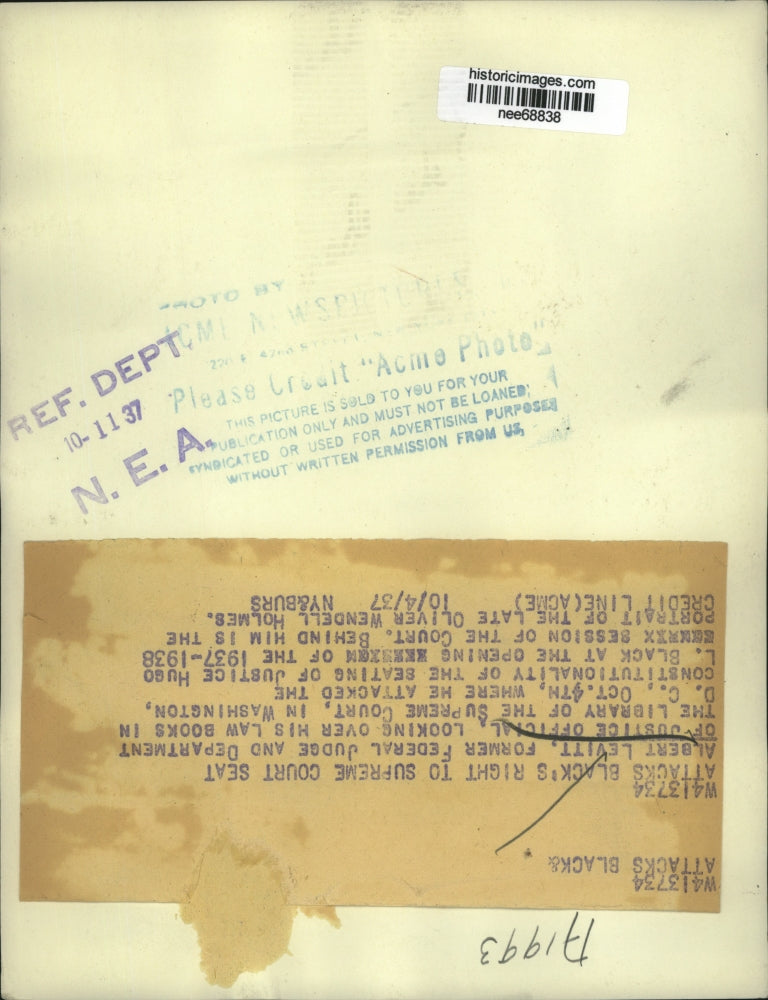 historicimages.com
nee68838
PHOTO BY
ACME NEWSPICTURES
Please Credit "Acme Photo"
THIS PICTURE IS SOLD TO YOU FOR YOUR
PUBLICATION ONLY AND MUST NOT BE LOANED,
SYNDICATED OR USED FOR ADVERTISING PURPOSES
WITHOUT WRITTEN PERMISSION FROM US,
REF. DEPT.
10-11 37
N. E. A.
W413734
ATTACKS BLACK&
W413734
ATTACKS BLACK'S RIGHT TO SUPREME COURT SEAT
ALBERT LEVITT, FORMER FEDERAL JUDGE AND DEPARTMENT
OF JUSTICE OFFICIAL, LOOKING OVER HIS LAW BOOKS IN
THE LIBRARY OF THE SUPREME COURT, IN WASHINGTON,
D. C., OCT. 4TH, WHERE HE ATTACKED THE
CONSTITUTIONALITY OF THE SEATING OF JUSTICE HUGO
L. BLACK AT THE OPENING OF THE 1937-1938
SESSION OF THE COURT. BEHIND HIM IS THE
PORTRAIT OF THE LATE OLIVER WENDELL HOLMES.
CREDIT LINE(ACME) 10/4/37 NY&BURS
A1993